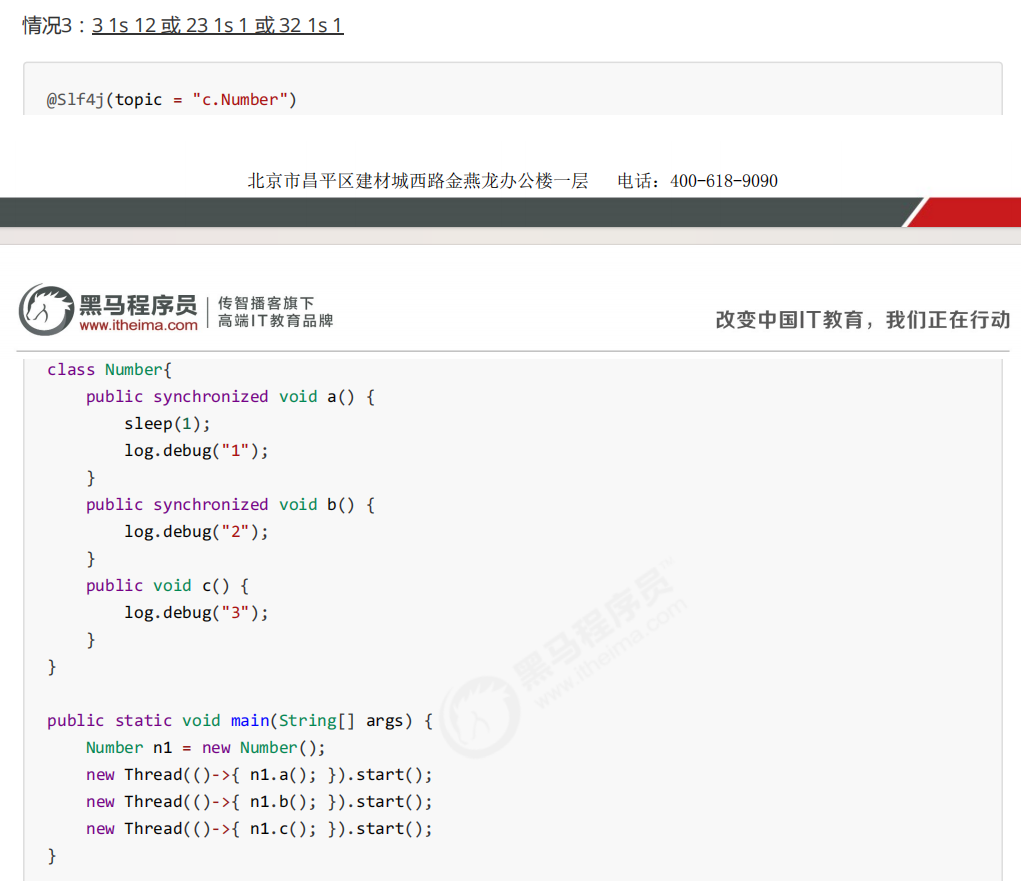 情况3：3 1s 12 或 23 1s 1 或 32 1s 1
@Slf4j(topic = "c.Number")
北京市昌平区建材城西路金燕龙办公楼一层 电话：400-618-9090
黑马程序员
www.itheima.com
传智播客旗下
高端IT教育品牌
改变中国IT教育，我们正在行动
class Number{
    public synchronized void a() {
        sleep(1);
        log.debug("1");
    }
    public synchronized void b() {
        log.debug("2");
    }
    public void c() {
        log.debug("3");
    }
}
public static void main(String[] args) {
    Number n1 = new Number();
    new Thread(()->{ n1.a(); }).start();
    new Thread(()->{ n1.b(); }).start();
    new Thread(()->{ n1.c(); }).start();
}
黑马程序员™
www.itheima.com